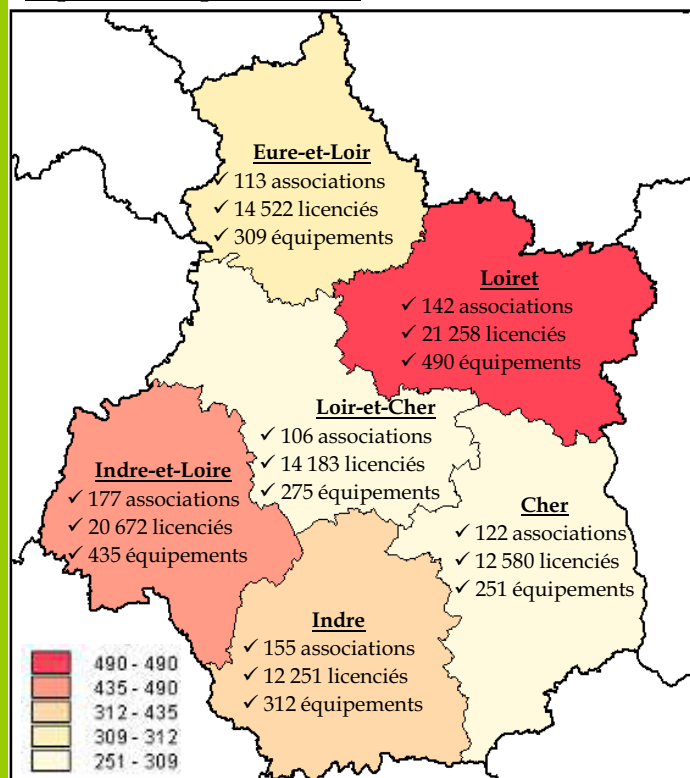 Eure-et-Loir
✓ 113 associations
✓ 14 522 licenciés
✓ 309 équipements
Loiret
✓ 142 associations
✓ 21 258 licenciés
✓ 490 équipements
Loir-et-Cher
✓ 106 associations
✓ 14 183 licenciés
✓ 275 équipements
Indre-et-Loire
✓ 177 associations
✓ 20 672 licenciés
✓ 435 équipements
Cher
✓ 122 associations
✓ 12 580 licenciés
✓ 251 équipements
Indre
✓ 155 associations
✓ 12 251 licenciés
✓ 312 équipements
490 - 490
435 - 490
312 - 435
309 - 312
251 - 309